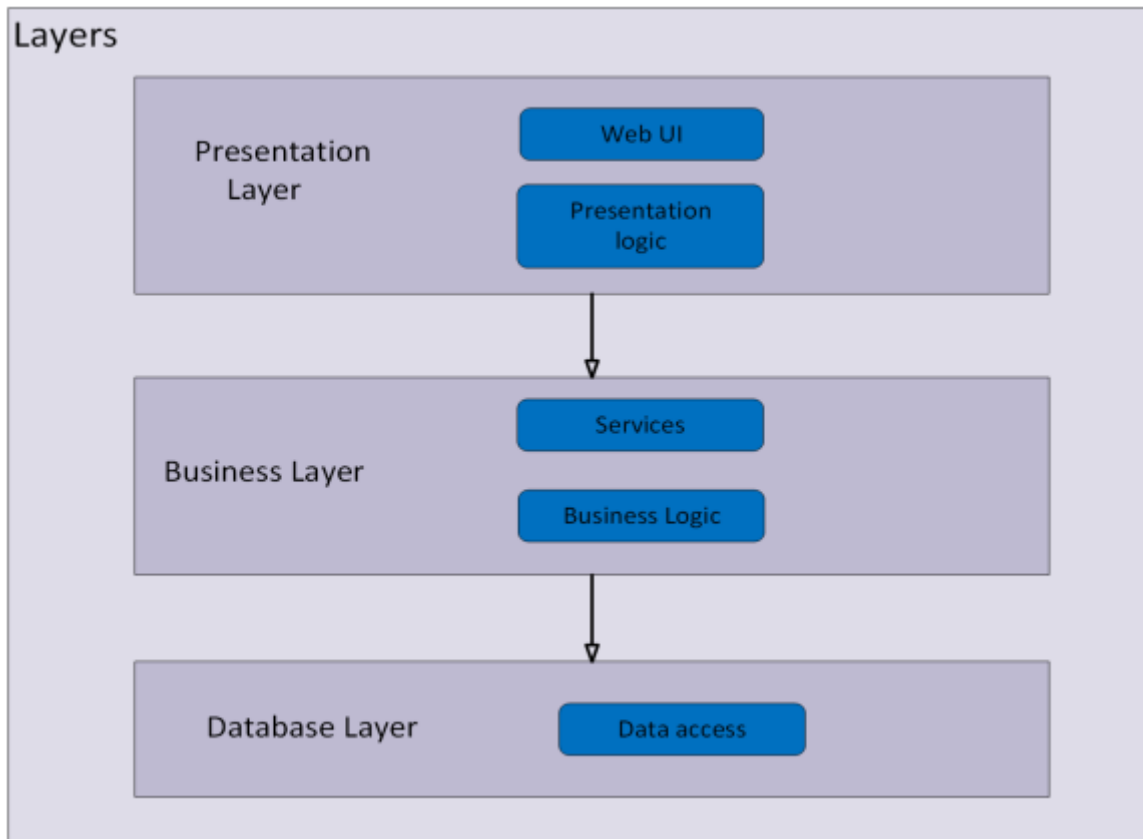 Layers
Presentation
Layer
Web UI
Presentation
logic
Business Layer
Services
Business Logic
Database Layer
Data access